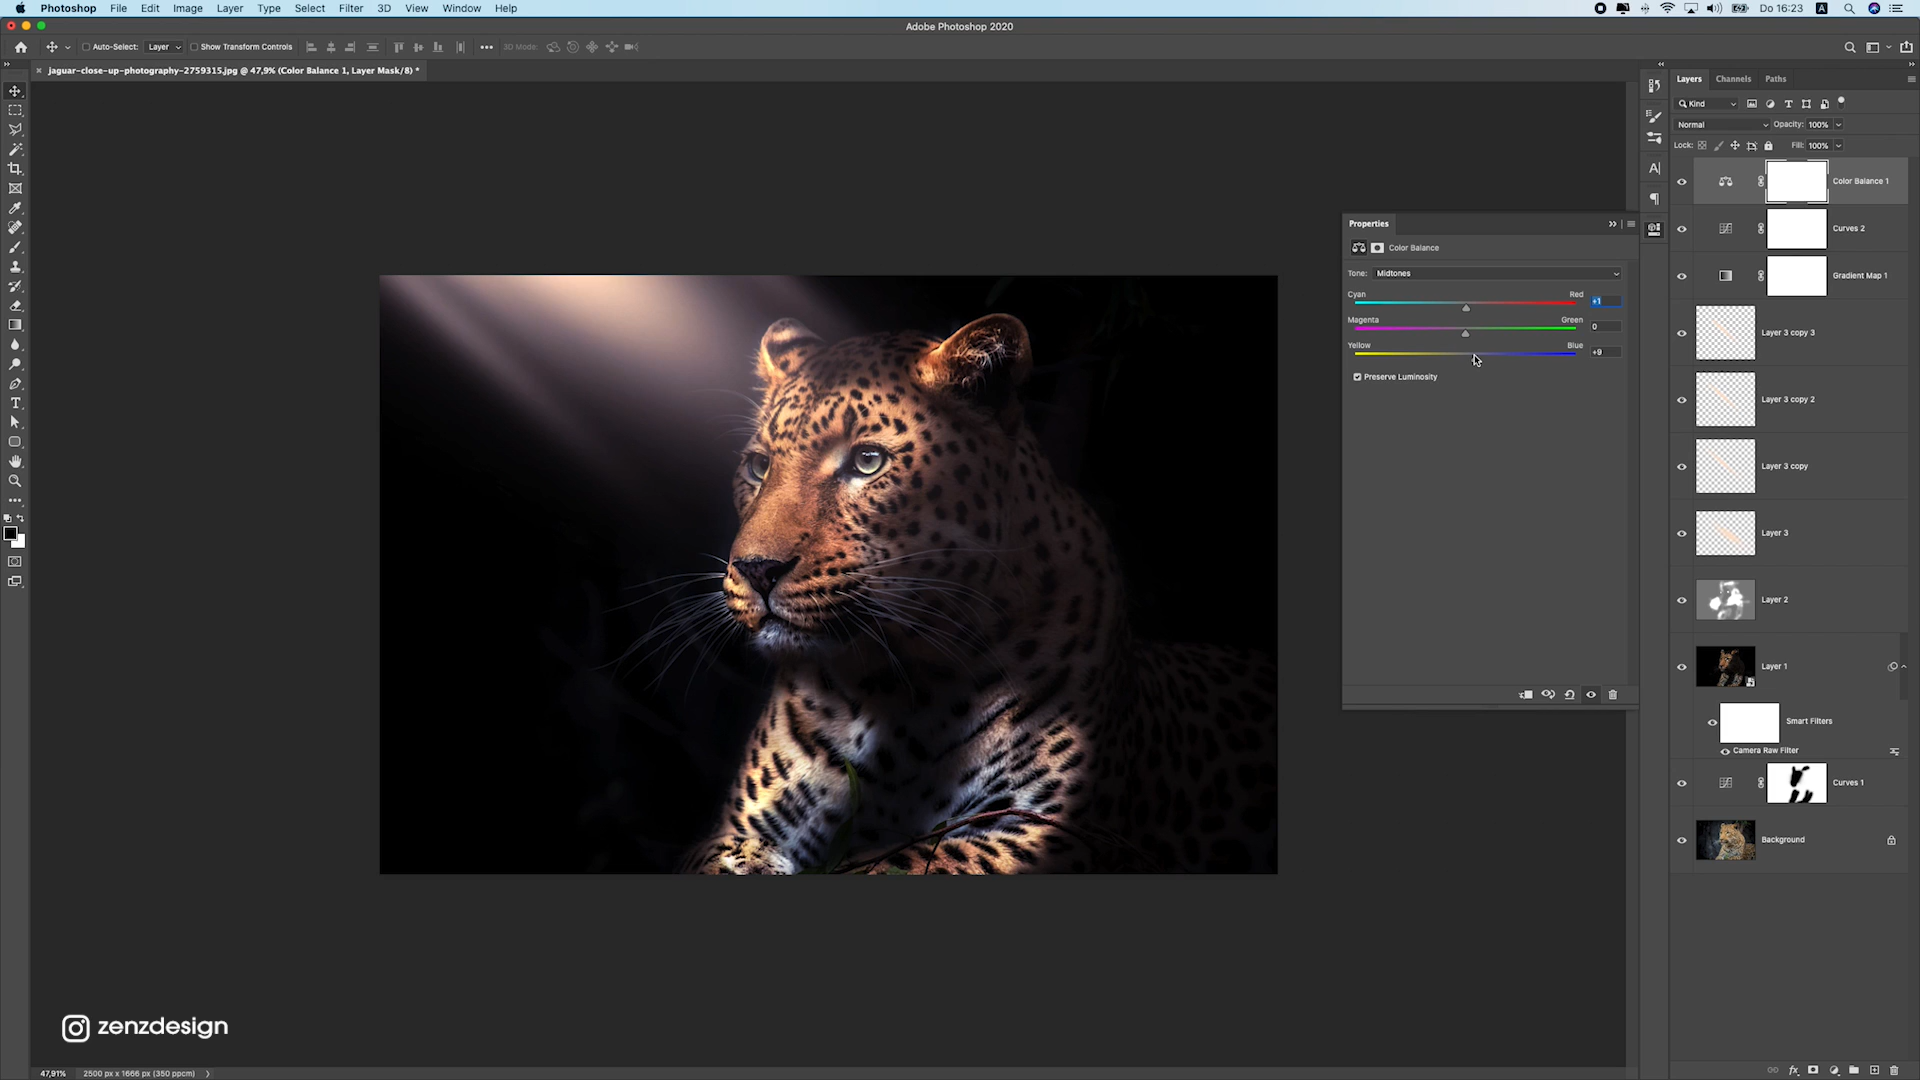 Photoshop File Edit Image Layer Type Select Filter 3D View Window Help
Do 16:23 A
Adobe Photoshop 2020
Auto-Select: Layer Show Transform Controls 3D Mode:
jaguar-close-up-photography-2759315.jpg @ 47,9% (Color Balance 1, Layer Mask/8) *
Properties
Color Balance
Tone: Midtones
Cyan Red +1
Magenta Green 0
Yellow Blue +9
Preserve Luminosity
Layers Channels Paths
Kind
Normal Opacity: 100%
Lock: Fill: 100%
Color Balance 1
Curves 2
Gradient Map 1
Layer 3 copy 3
Layer 3 copy 2
Layer 3 copy
Layer 3
Layer 2
Layer 1
Smart Filters
Camera Raw Filter
Curves 1
Background
zenzdesign
47,91% 2500 px x 1666 px (350 ppcm)